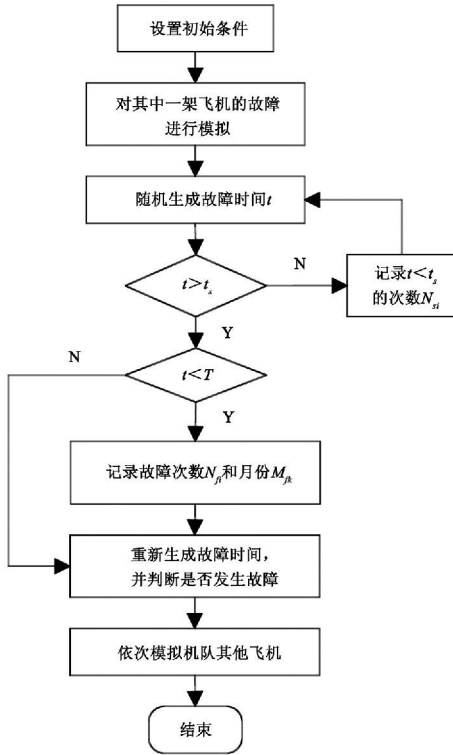 设置初始条件
对其中一架飞机的故障
进行模拟
随机生成故障时间t
t>tₛ
N
记录t<tₛ
的次数Nₛᵢ
Y
N
t<T
Y
记录故障次数N_fi和月份M_fk
重新生成故障时间，
并判断是否发生故障
依次模拟机队其他飞机
结束